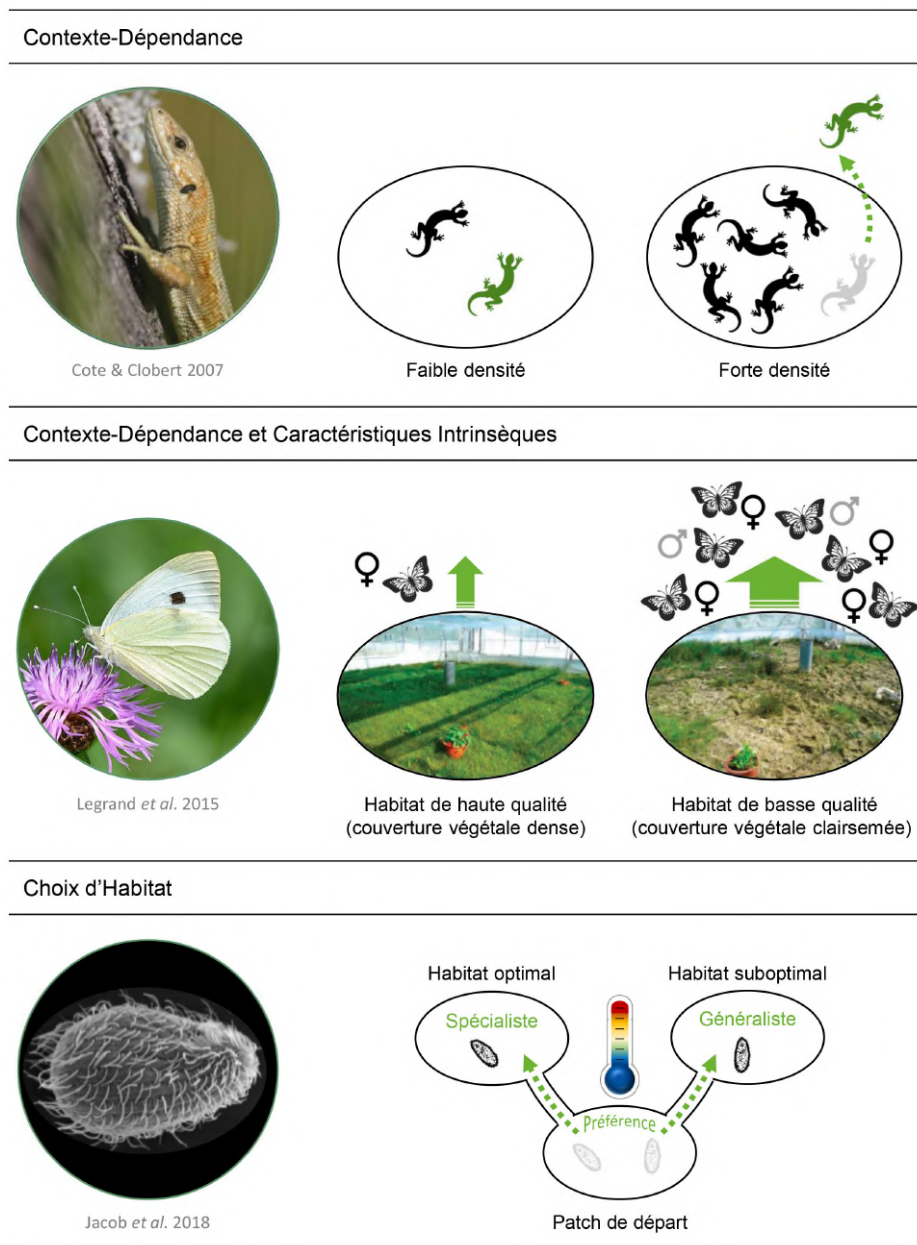 Contexte-Dépendance
Cote & Clobert 2007
Faible densité
Forte densité
Contexte-Dépendance et Caractéristiques Intrinsèques
♀
♂
♀
♂
♀
♀
♀
Legrand et al. 2015
Habitat de haute qualité
(couverture végétale dense)
Habitat de basse qualité
(couverture végétale clairsemée)
Choix d’Habitat
Habitat optimal
Habitat suboptimal
Spécialiste
Généraliste
Préférence
Jacob et al. 2018
Patch de départ